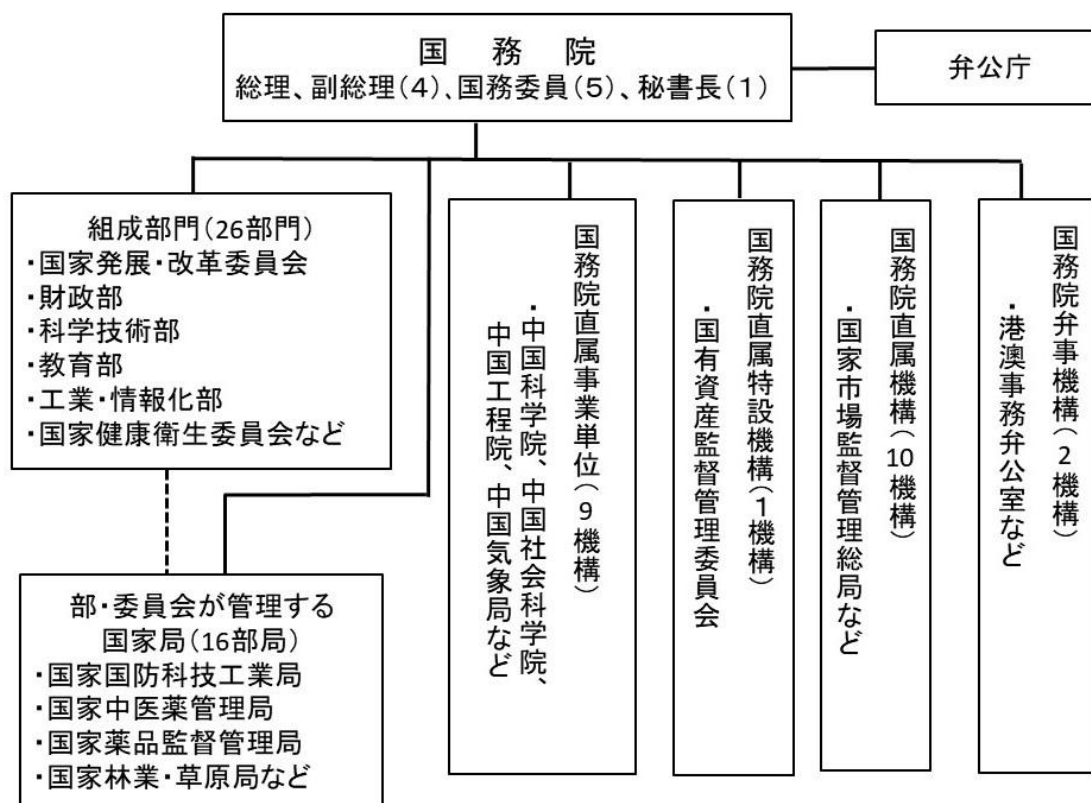 国 務 院
総理、副総理(4)、国務委員(5)、秘書長(1)
弁公庁
組成部門(26部門)
・国家発展・改革委員会
・財政部
・科学技術部
・教育部
・工業・情報化部
・国家健康衛生委員会など
部・委員会が管理する
国家局(16部局)
・国家国防科技工業局
・国家中医薬管理局
・国家薬品監督管理局
・国家林業・草原局など
国務院直属事業単位(9機構)
・中国科学院、中国社会科学院、
中国工程院、中国気象局など
国務院直属特設機構(1機構)
・国有資産監督管理委員会
国務院直属機構(10機構)
・国家市場監督管理総局など
国務院弁事機構(2機構)
・港澳事務弁公室など